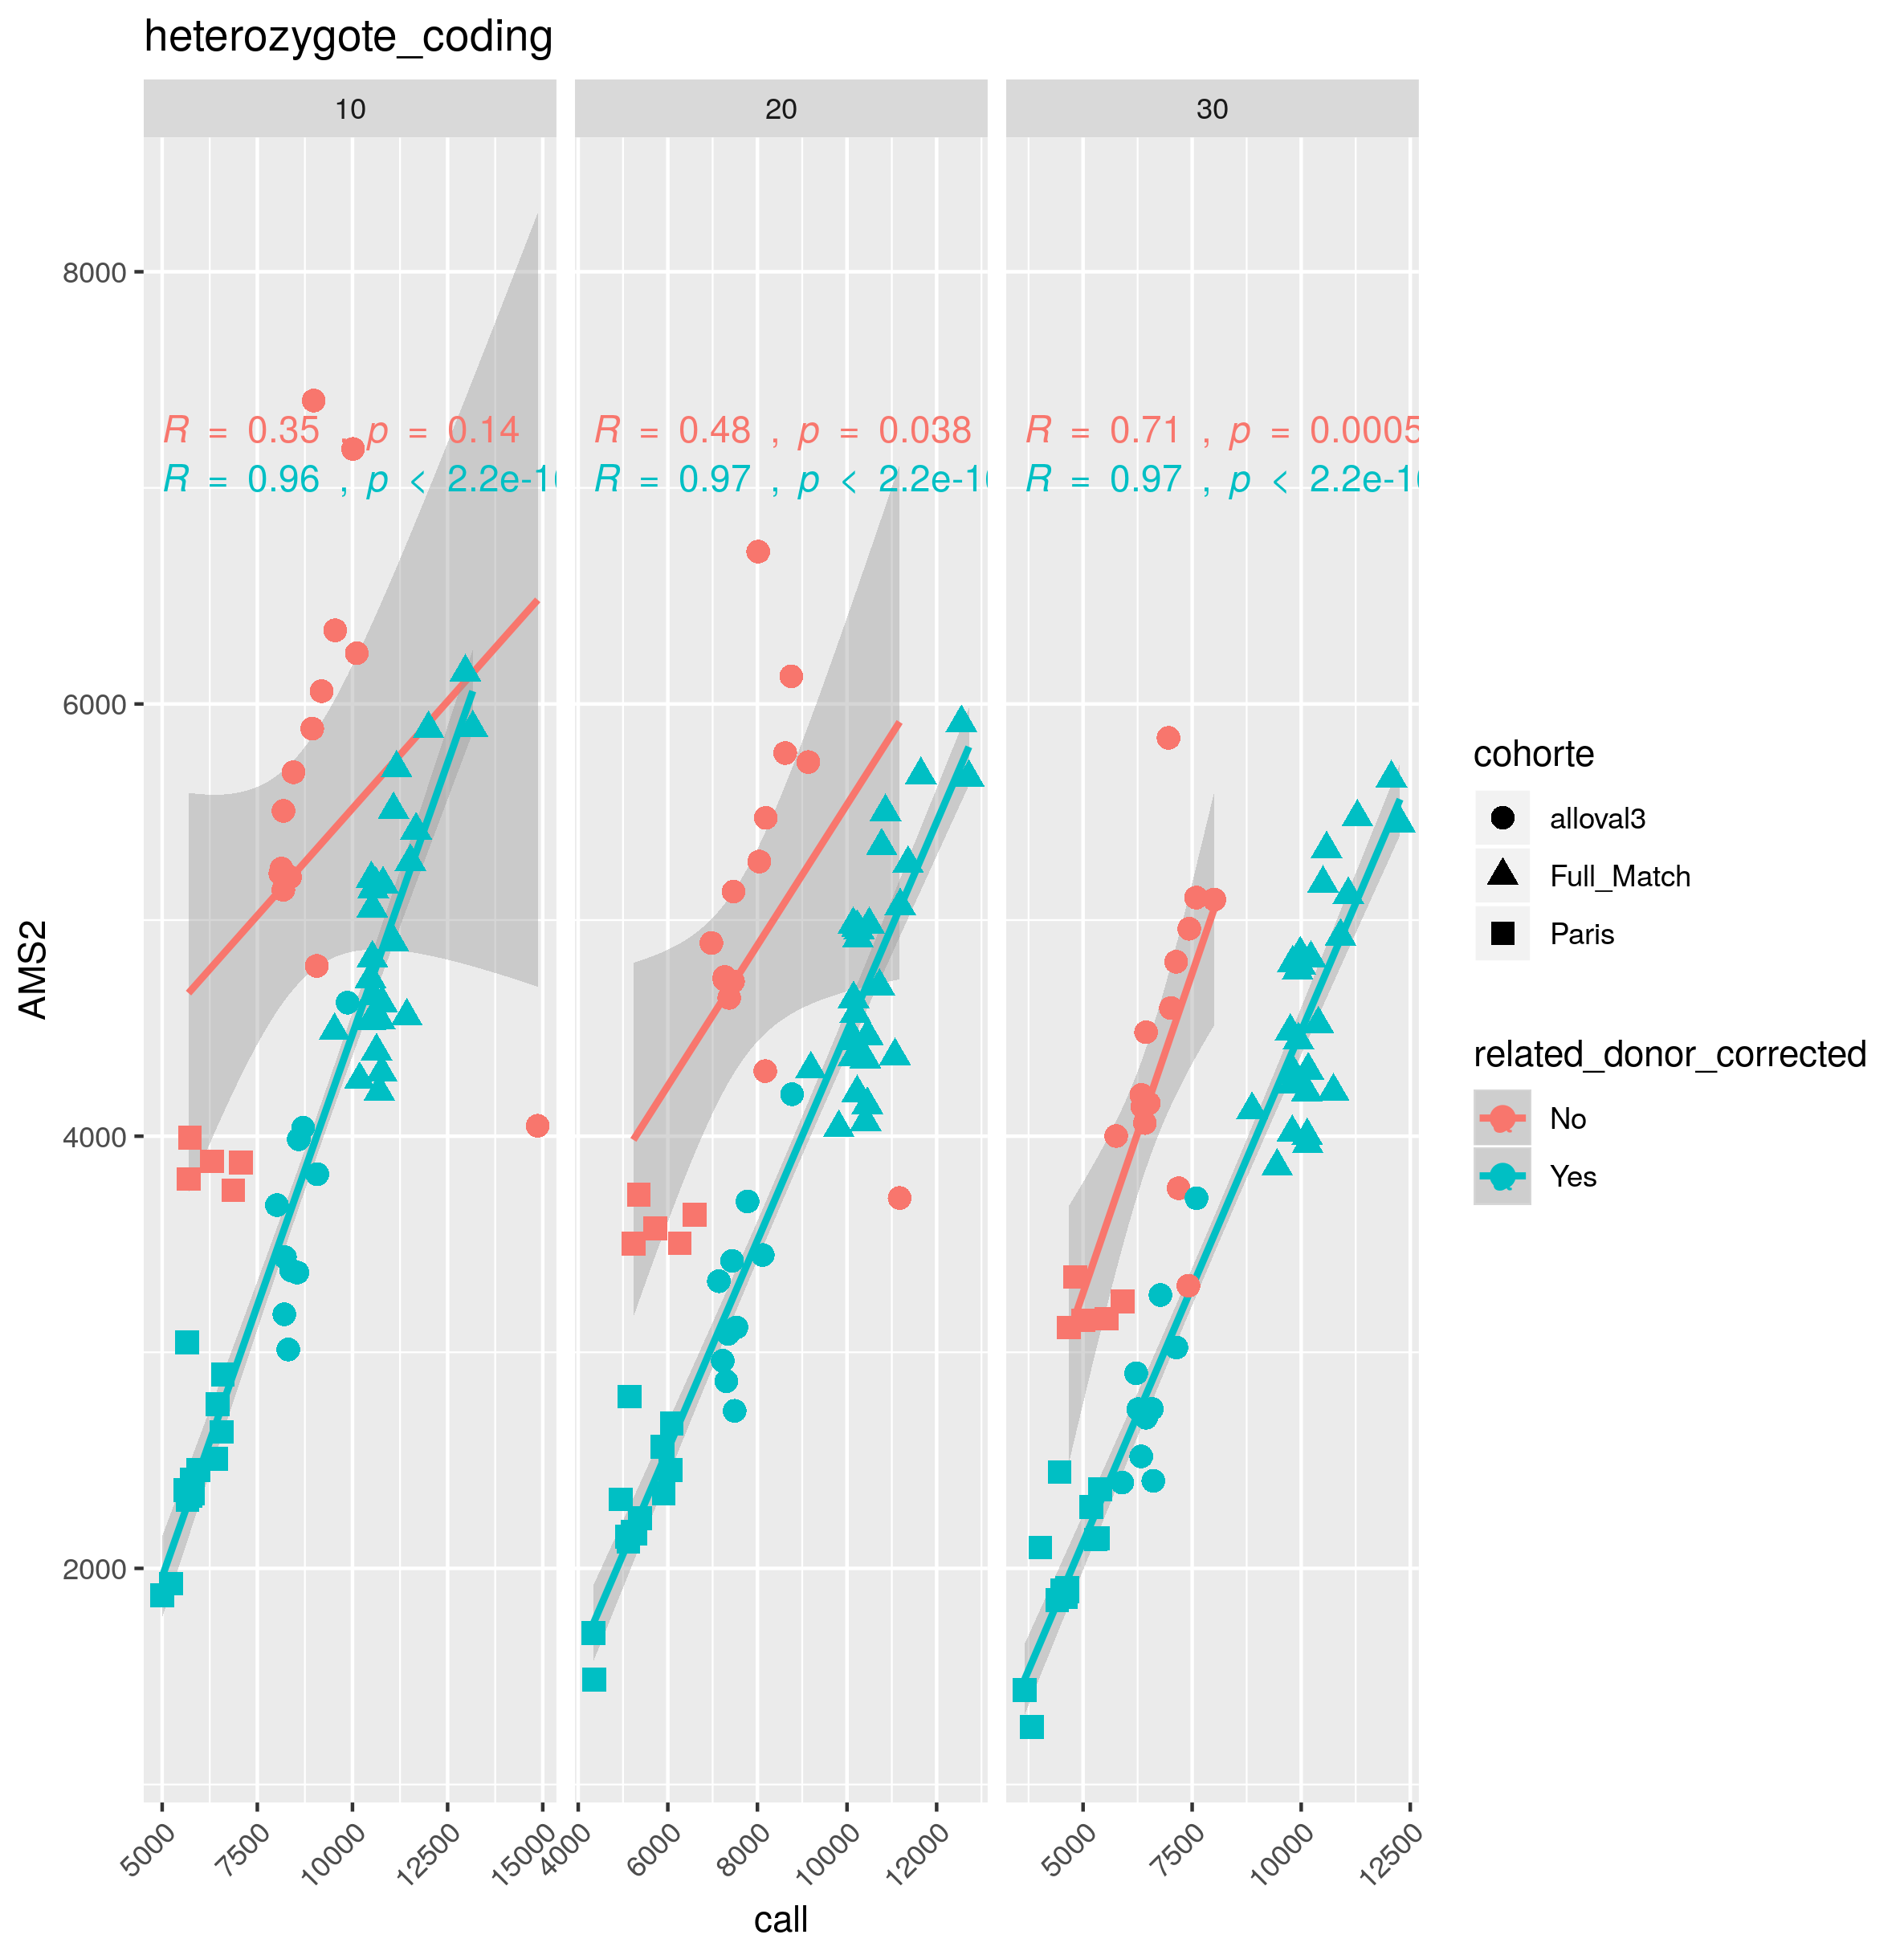 heterozygote_coding
10 20 30
8000
6000
4000
2000
AMS2
R = 0.35 , p = 0.14
R = 0.96 , p < 2.2e-1
R = 0.48 , p = 0.038
R = 0.97 , p < 2.2e-1
R = 0.71 , p = 0.0005
R = 0.97 , p < 2.2e-1
5000 7500 10000 12500 15000
4000 6000 8000 10000 12000
5000 7500 10000 12500
call
cohorte
alloval3
Full_Match
Paris
related_donor_corrected
No
Yes